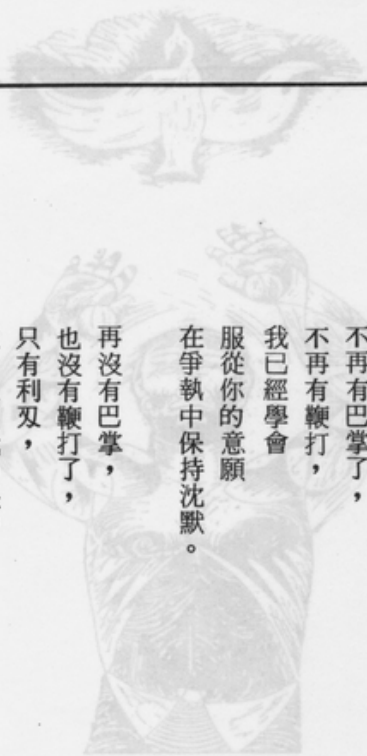 不再有巴掌了，
不再有鞭打，
我已經學會
服從你的意願
在爭執中保持沈默。
再沒有巴掌，
也沒有鞭打了，
只有利刄，